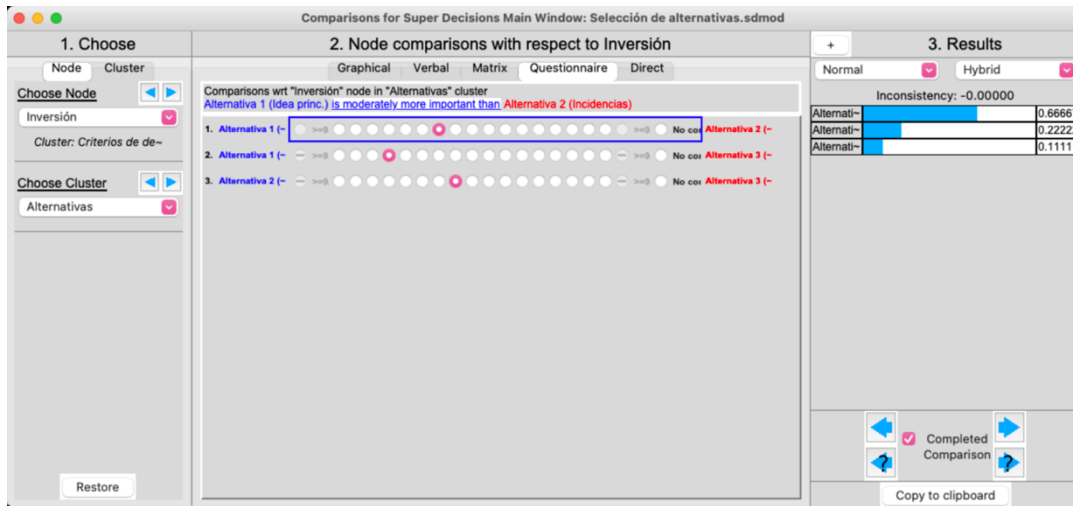 Comparisons for Super Decisions Main Window: Selección de alternativas.sdmod
1. Choose
Node Cluster
Choose Node
Inversión
Cluster: Criterios de de~
Choose Cluster
Alternativas
Restore
2. Node comparisons with respect to Inversión
Graphical Verbal Matrix Questionnaire Direct
Comparisons wrt "Inversión" node in "Alternativas" cluster
Alternativa 1 (Idea princ.) is moderately more important than Alternativa 2 (Incidencias)
1. Alternativa 1 (~ >=9 >=9 No coı Alternativa 2 (~
2. Alternativa 1 (~ >=9 >=9 No coı Alternativa 3 (~
3. Alternativa 2 (~ >=9 >=9 No coı Alternativa 3 (~
+ 3. Results
Normal Hybrid
Inconsistency: -0.00000
Alternati~ 0.66667
Alternati~ 0.22222
Alternati~ 0.1111
Completed
Comparison
? ?
Copy to clipboard